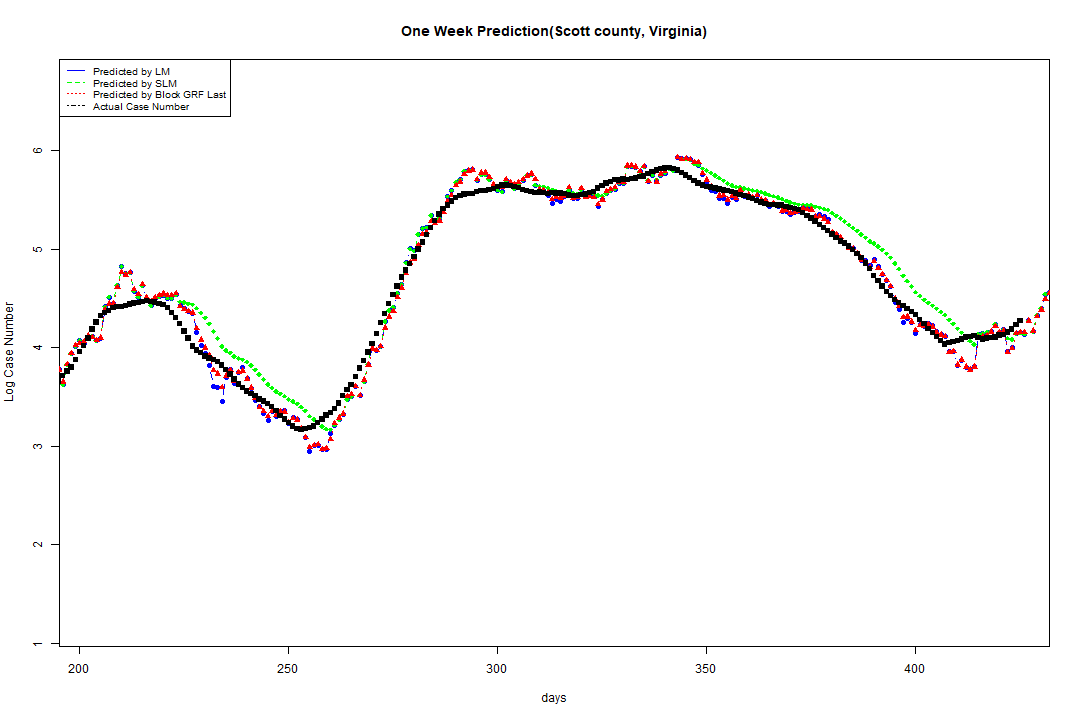 One Week Prediction(Scott county, Virginia)
Predicted by LM
Predicted by SLM
Predicted by Block GRF Last
Actual Case Number
Log Case Number
6
5
4
3
2
1
200 250 300 350 400
days